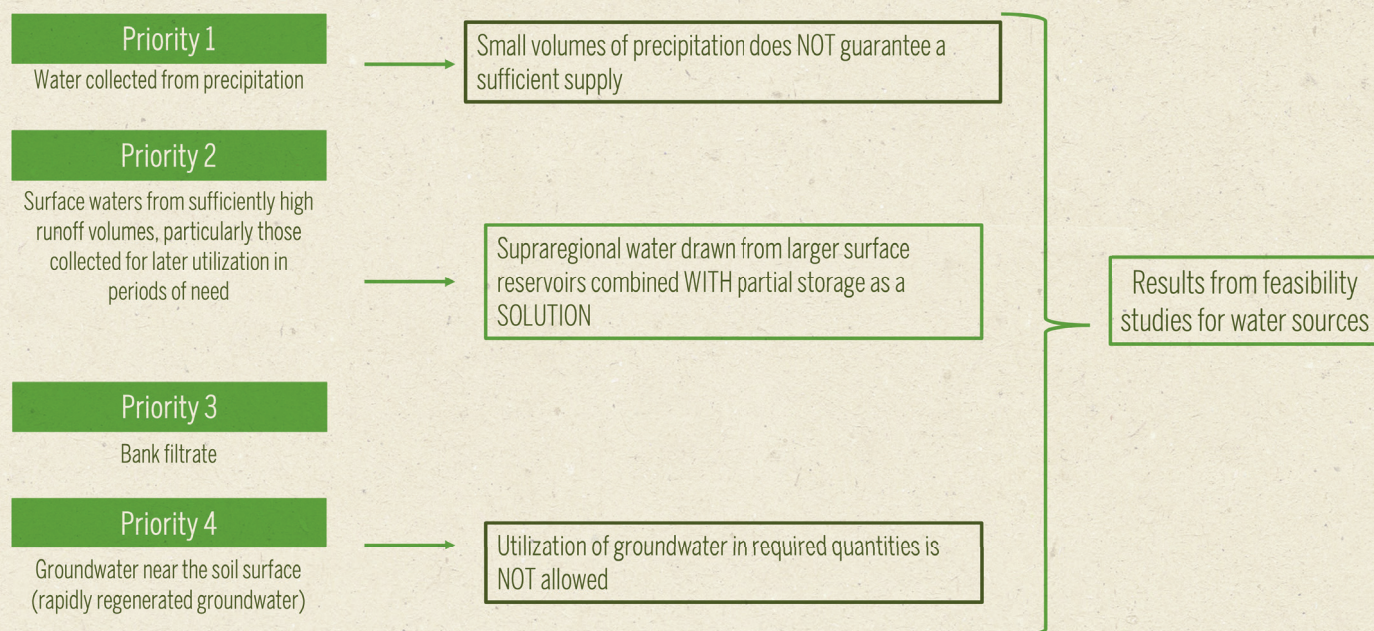 Priority 1
Water collected from precipitation
Small volumes of precipitation does NOT guarantee a
sufficient supply
Priority 2
Surface waters from sufficiently high
runoff volumes, particularly those
collected for later utilization in
periods of need
Supraregional water drawn from larger surface
reservoirs combined WITH partial storage as a
SOLUTION
Results from feasibility
studies for water sources
Priority 3
Bank filtrate
Priority 4
Groundwater near the soil surface
(rapidly regenerated groundwater)
Utilization of groundwater in required quantities is
NOT allowed